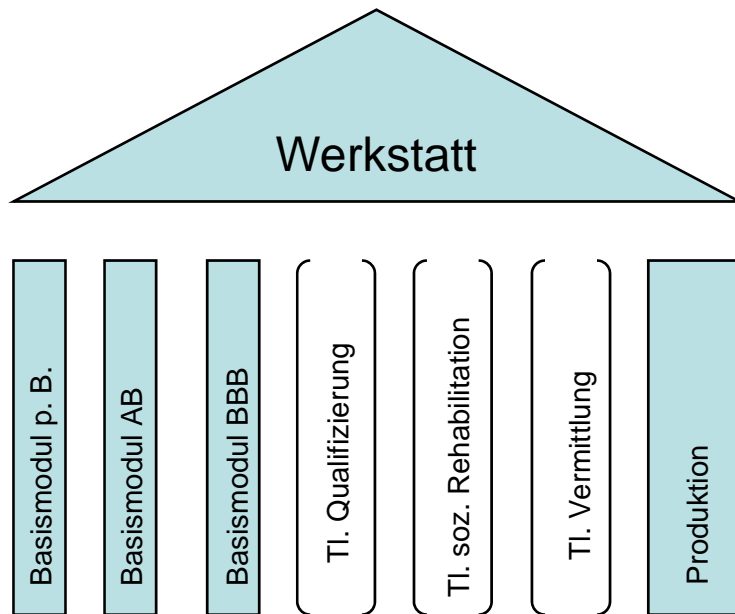 Werkstatt
Basismodul p. B.
Basismodul AB
Basismodul BBB
Tl. Qualifizierung
Tl. soz. Rehabilitation
Tl. Vermittlung
Produktion